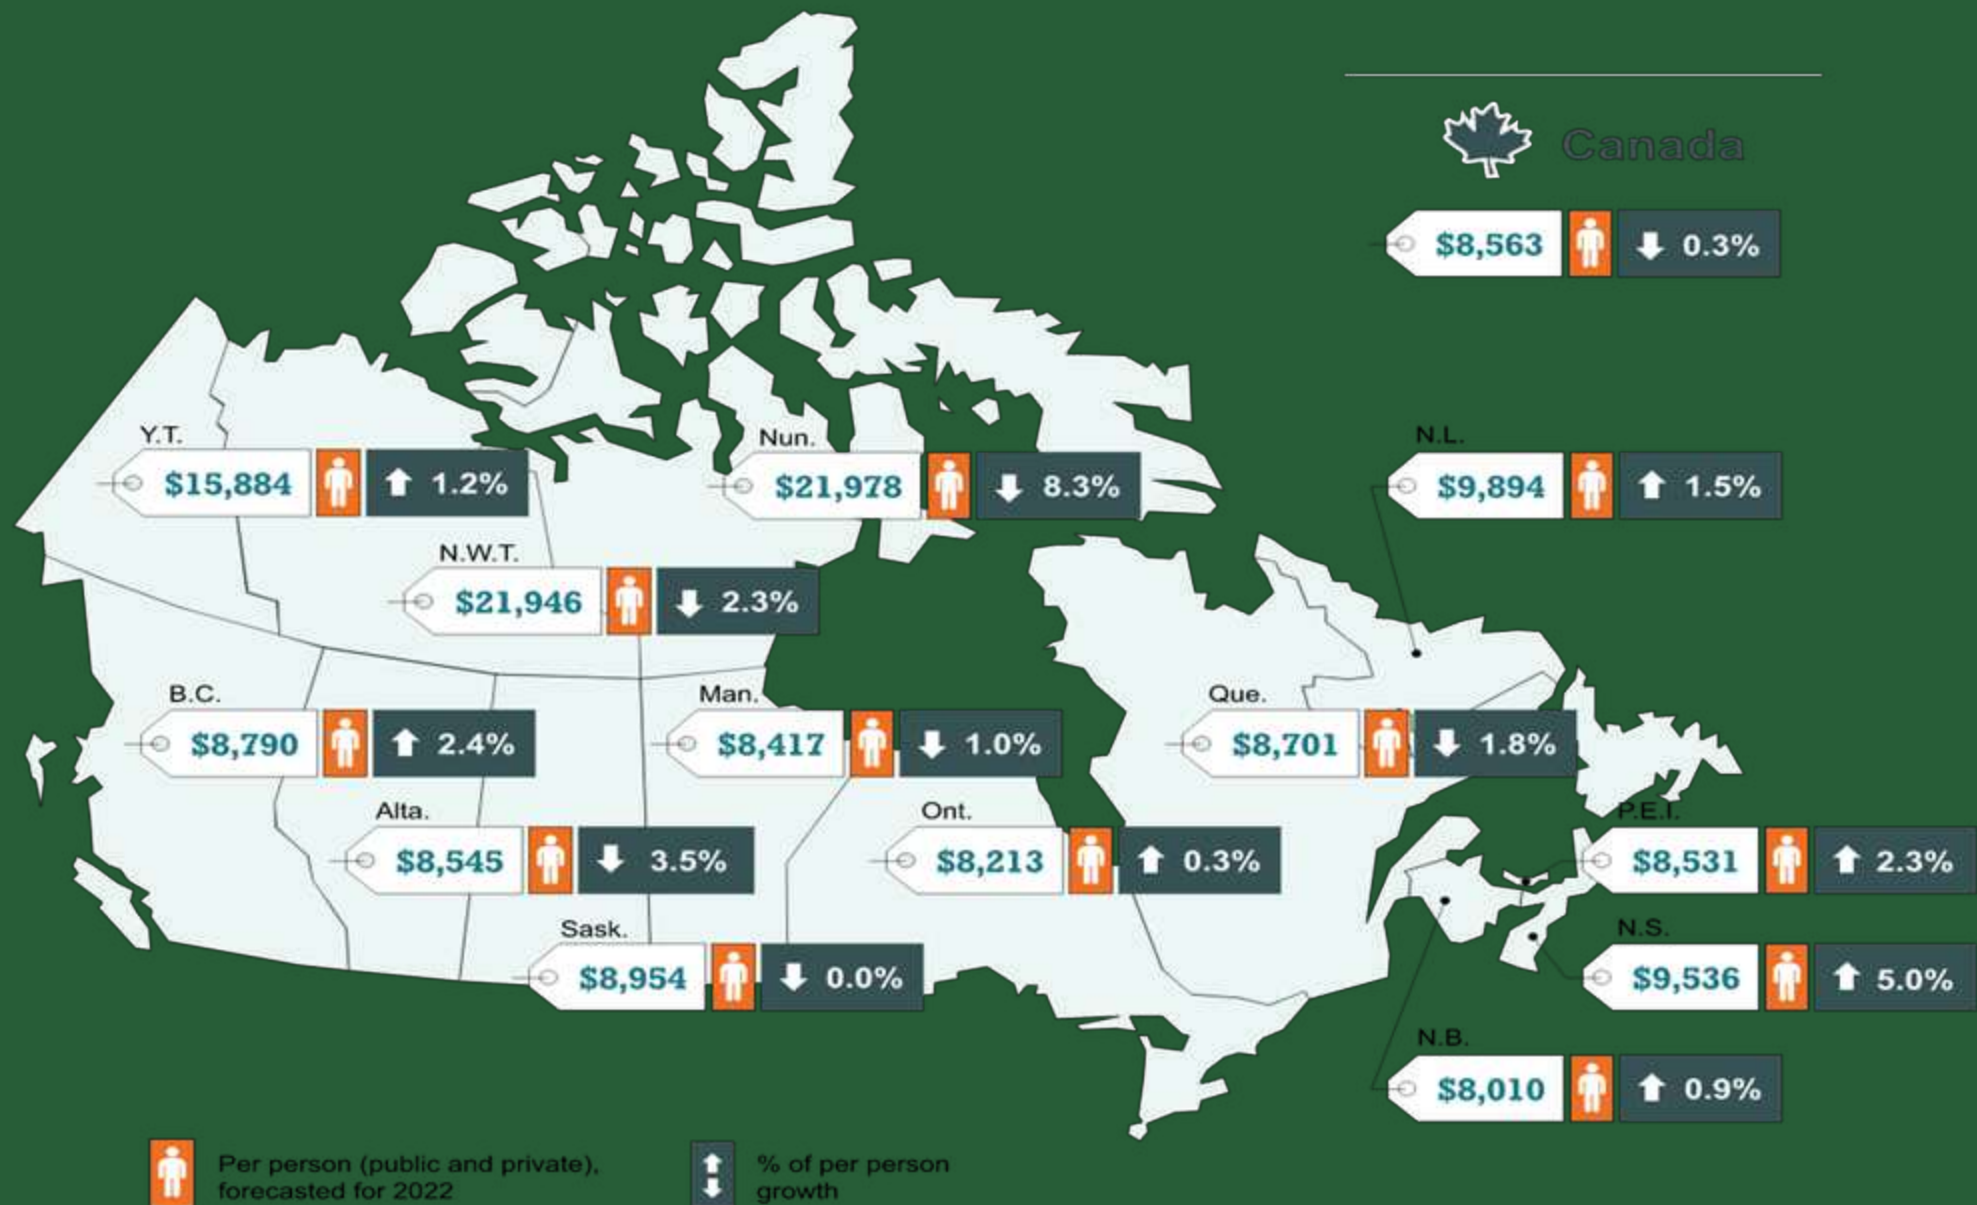 Canada
$8,563 0.3%
Y.T.
$15,884 1.2%
Nun.
$21,978 8.3%
N.L.
$9,894 1.5%
N.W.T.
$21,946 2.3%
B.C.
$8,790 2.4%
Man.
$8,417 1.0%
Que.
$8,701 1.8%
Alta.
$8,545 3.5%
Ont.
$8,213 0.3%
P.E.I.
$8,531 2.3%
Sask.
$8,954 0.0%
N.S.
$9,536 5.0%
N.B.
$8,010 0.9%
Per person (public and private),
forecasted for 2022
% of per person
growth